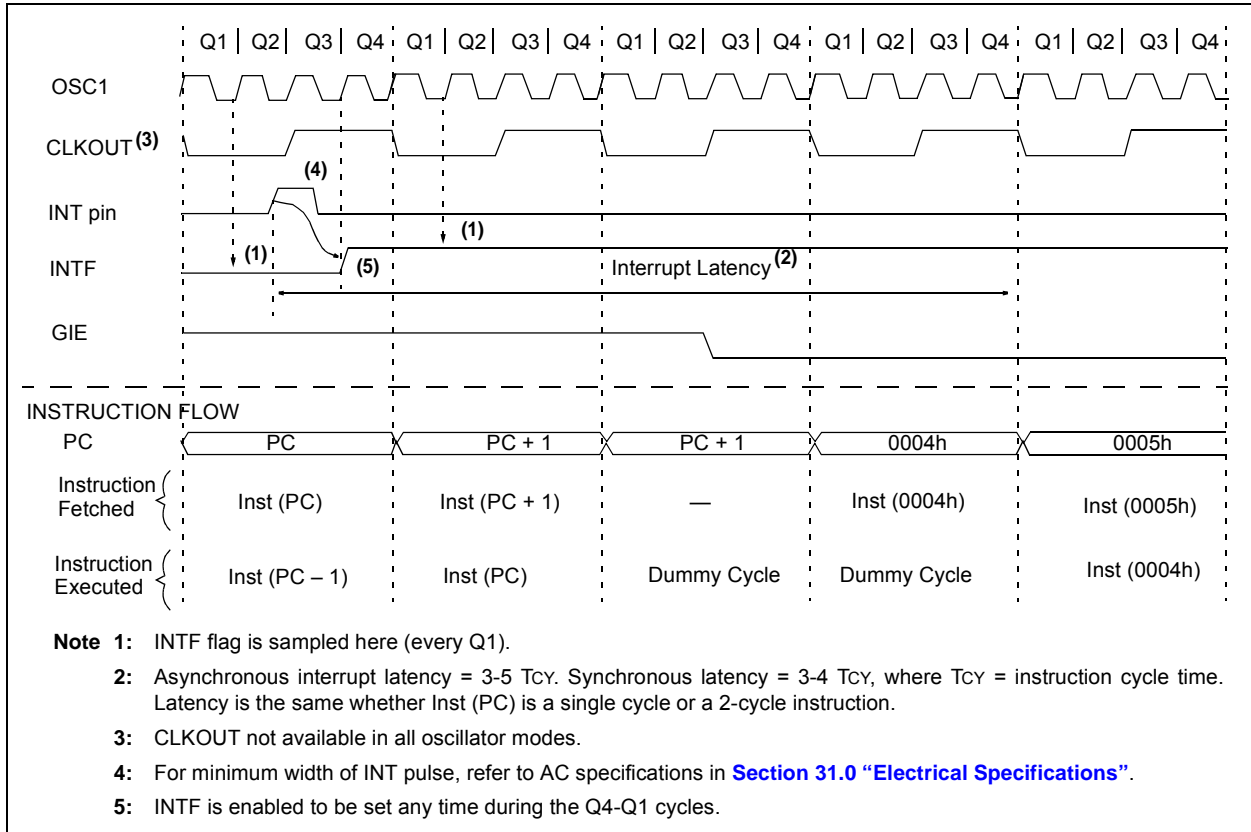 Q1 | Q2 | Q3 | Q4 Q1 | Q2 | Q3 | Q4 Q1 | Q2 | Q3 | Q4 Q1 | Q2 | Q3 | Q4 Q1 | Q2 | Q3 | Q4
OSC1
CLKOUT (3)
(4)
INT pin
(1)
(1)
INTF
(5)
Interrupt Latency (2)
GIE
INSTRUCTION FLOW
PC PC PC + 1 PC + 1 0004h 0005h
Instruction
Fetched
Inst (PC) Inst (PC + 1) — Inst (0004h) Inst (0005h)
Instruction
Executed
Inst (PC – 1) Inst (PC) Dummy Cycle Dummy Cycle Inst (0004h)
Note 1: INTF flag is sampled here (every Q1).
2: Asynchronous interrupt latency = 3-5 TCY. Synchronous latency = 3-4 TCY, where TCY = instruction cycle time.
Latency is the same whether Inst (PC) is a single cycle or a 2-cycle instruction.
3: CLKOUT not available in all oscillator modes.
4: For minimum width of INT pulse, refer to AC specifications in Section 31.0 “Electrical Specifications”.
5: INTF is enabled to be set any time during the Q4-Q1 cycles.